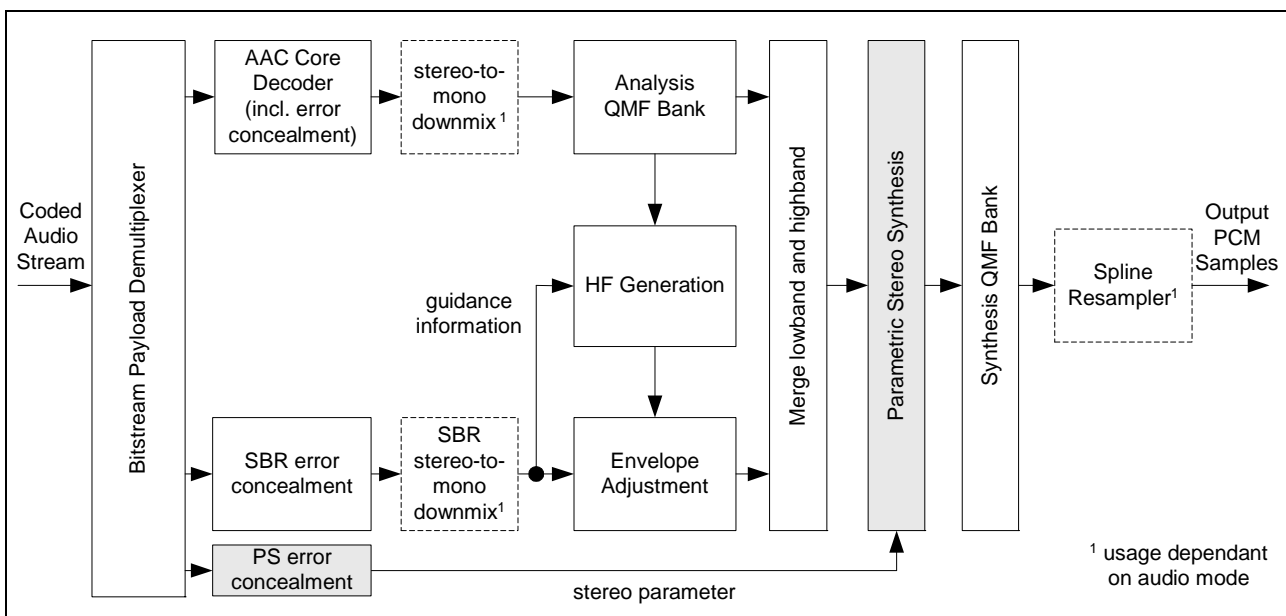 Coded
Audio
Stream
Bitstream Payload Demultiplexer
AAC Core
Decoder
(incl. error
concealment)
stereo-to-
mono
downmix¹
Analysis
QMF Bank
HF Generation
guidance
information
SBR error
concealment
SBR
stereo-to-
mono
downmix¹
Envelope
Adjustment
PS error
concealment
stereo parameter
Merge lowband and highband
Parametric Stereo Synthesis
Synthesis QMF Bank
Spline
Resampler¹
Output
PCM
Samples
¹ usage dependant
on audio mode